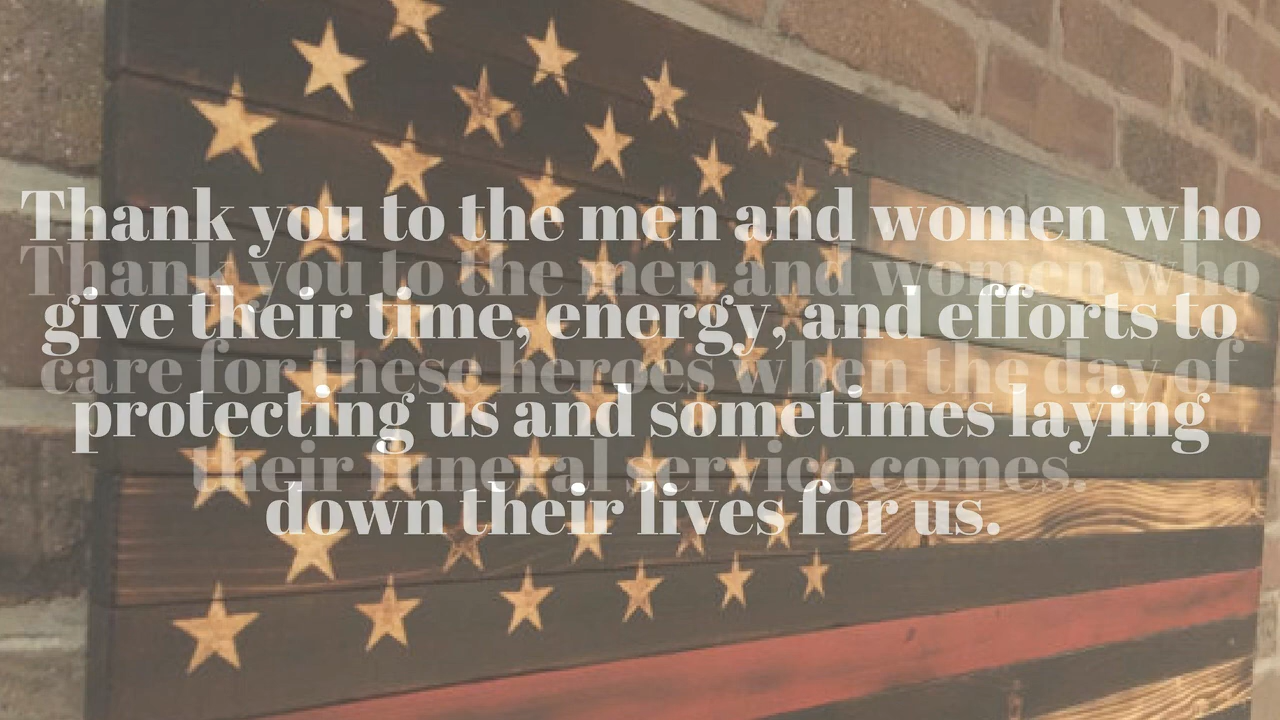 Thank you to the men and women who
give their time, energy, and efforts to
protecting us and sometimes laying
down their lives for us.
Thank you to the men and women who
care for these heroes when the day of
their funeral service comes.